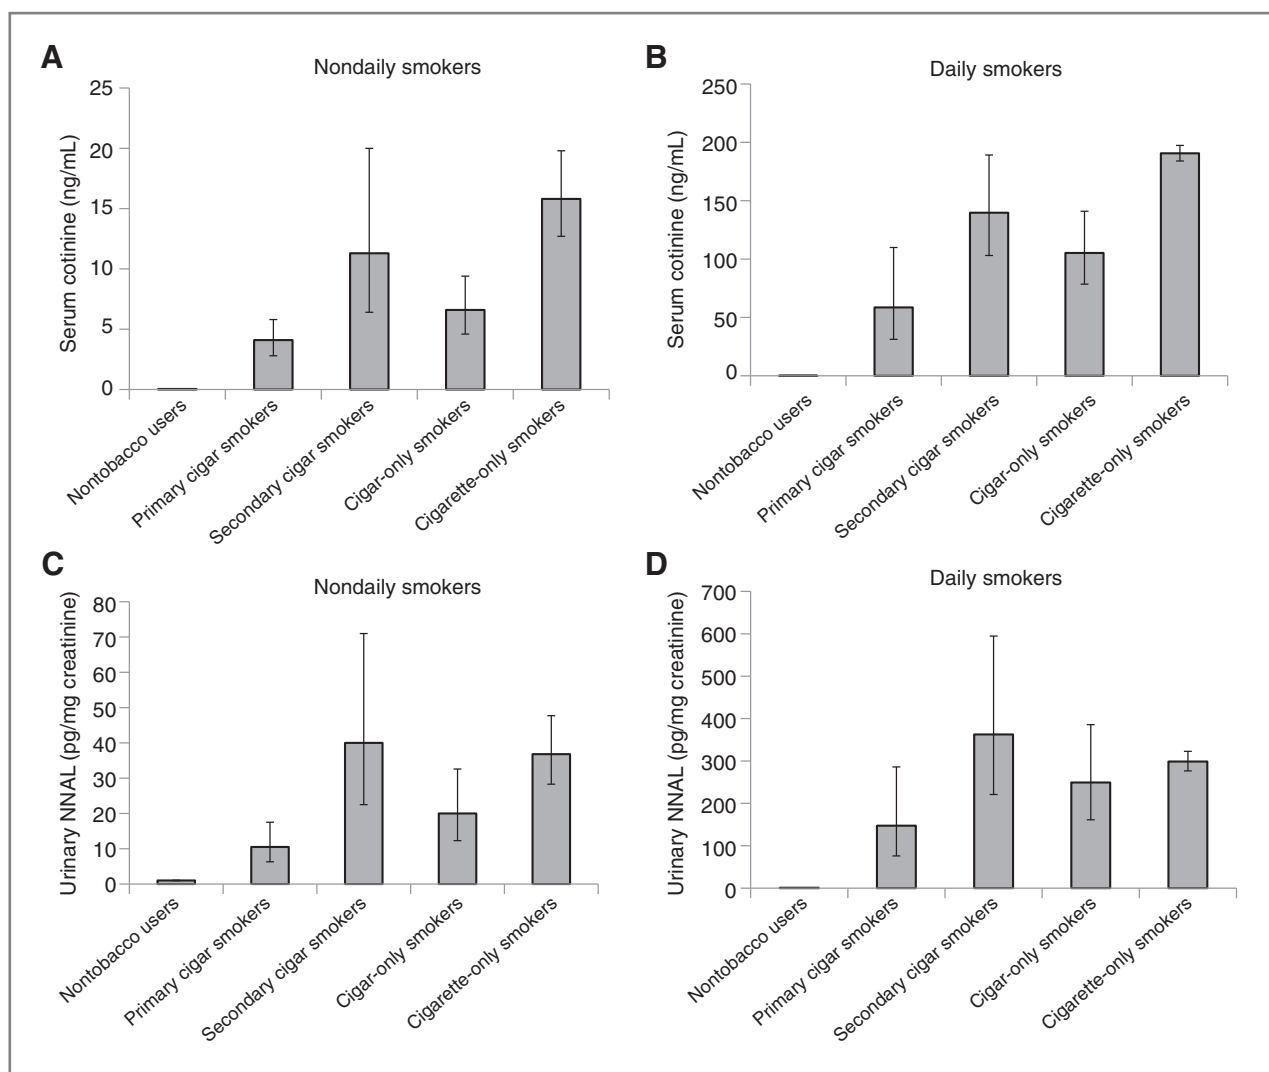 A
Nondaily smokers
Serum cotinine (ng/mL)
25
20
15
10
5
0
Nontobacco users
Primary cigar smokers
Secondary cigar smokers
Cigar-only smokers
Cigarette-only smokers
B
Daily smokers
Serum cotinine (ng/mL)
250
200
150
100
50
0
Nontobacco users
Primary cigar smokers
Secondary cigar smokers
Cigar-only smokers
Cigarette-only smokers
C
Nondaily smokers
Urinary NNAL (pg/mg creatinine)
80
70
60
50
40
30
20
10
0
Nontobacco users
Primary cigar smokers
Secondary cigar smokers
Cigar-only smokers
Cigarette-only smokers
D
Daily smokers
Urinary NNAL (pg/mg creatinine)
700
600
500
400
300
200
100
0
Nontobacco users
Primary cigar smokers
Secondary cigar smokers
Cigar-only smokers
Cigarette-only smokers